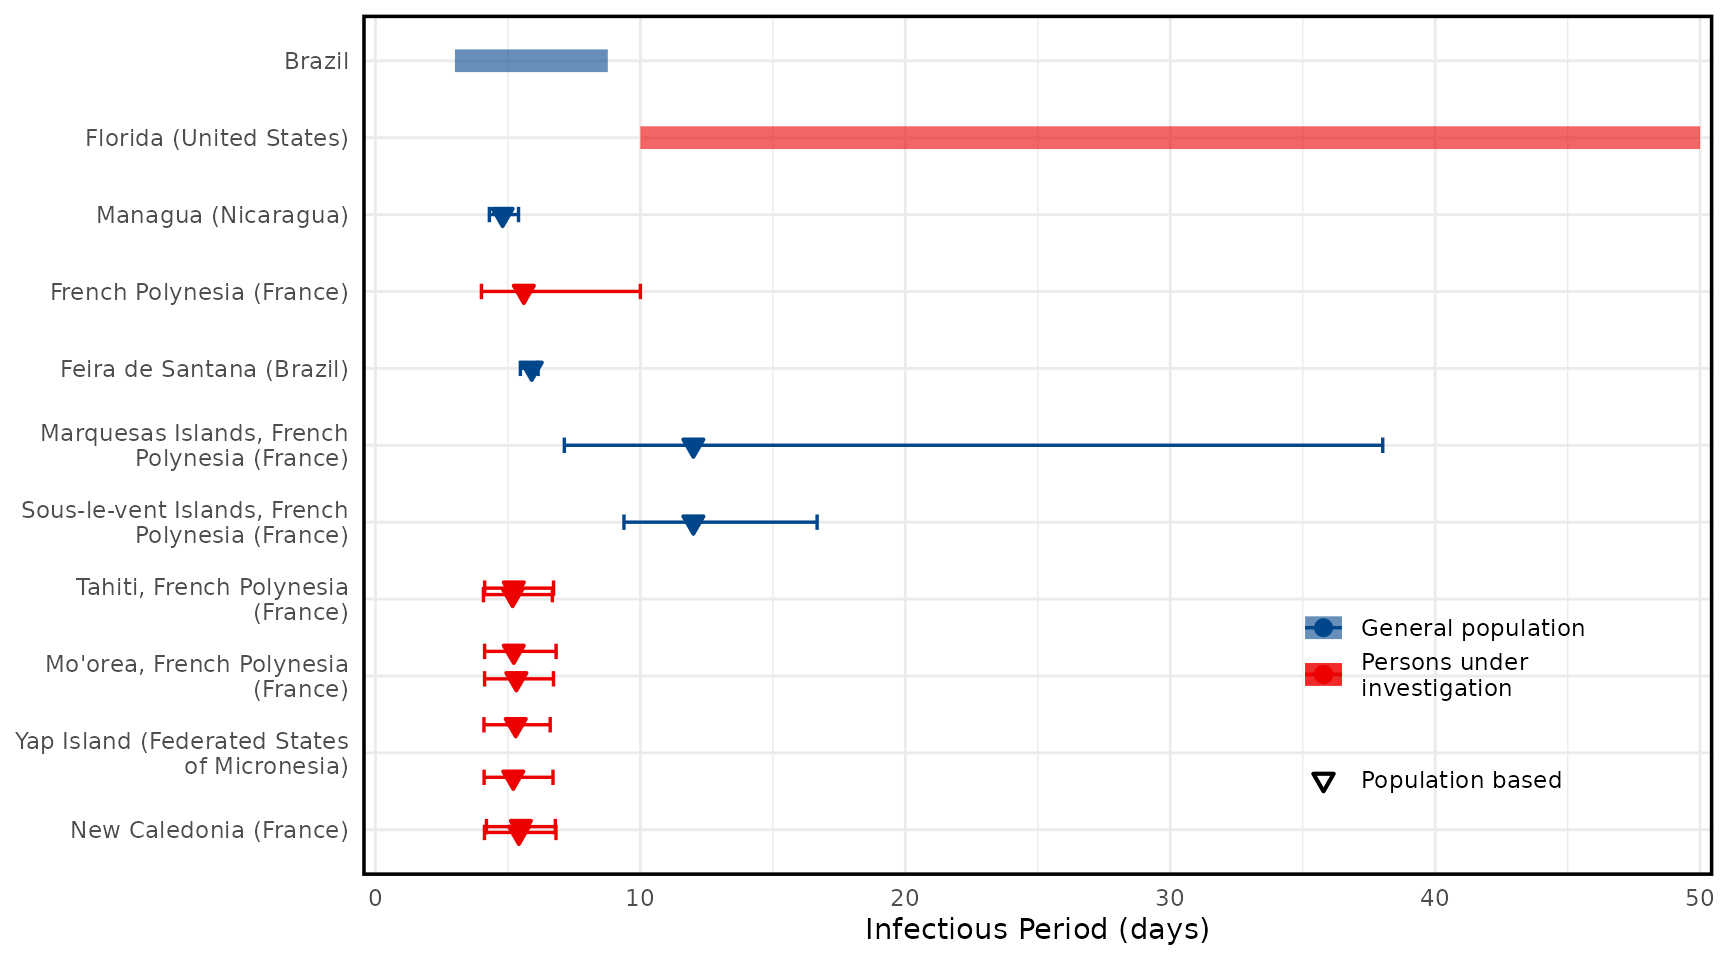 Brazil
Florida (United States)
Managua (Nicaragua)
French Polynesia (France)
Feira de Santana (Brazil)
Marquesas Islands, French
Polynesia (France)
Sous-le-vent Islands, French
Polynesia (France)
Tahiti, French Polynesia
(France)
Mo'orea, French Polynesia
(France)
Yap Island (Federated States
of Micronesia)
New Caledonia (France)
General population
Persons under
investigation
Population based
0 10 20 30 40 50
Infectious Period (days)